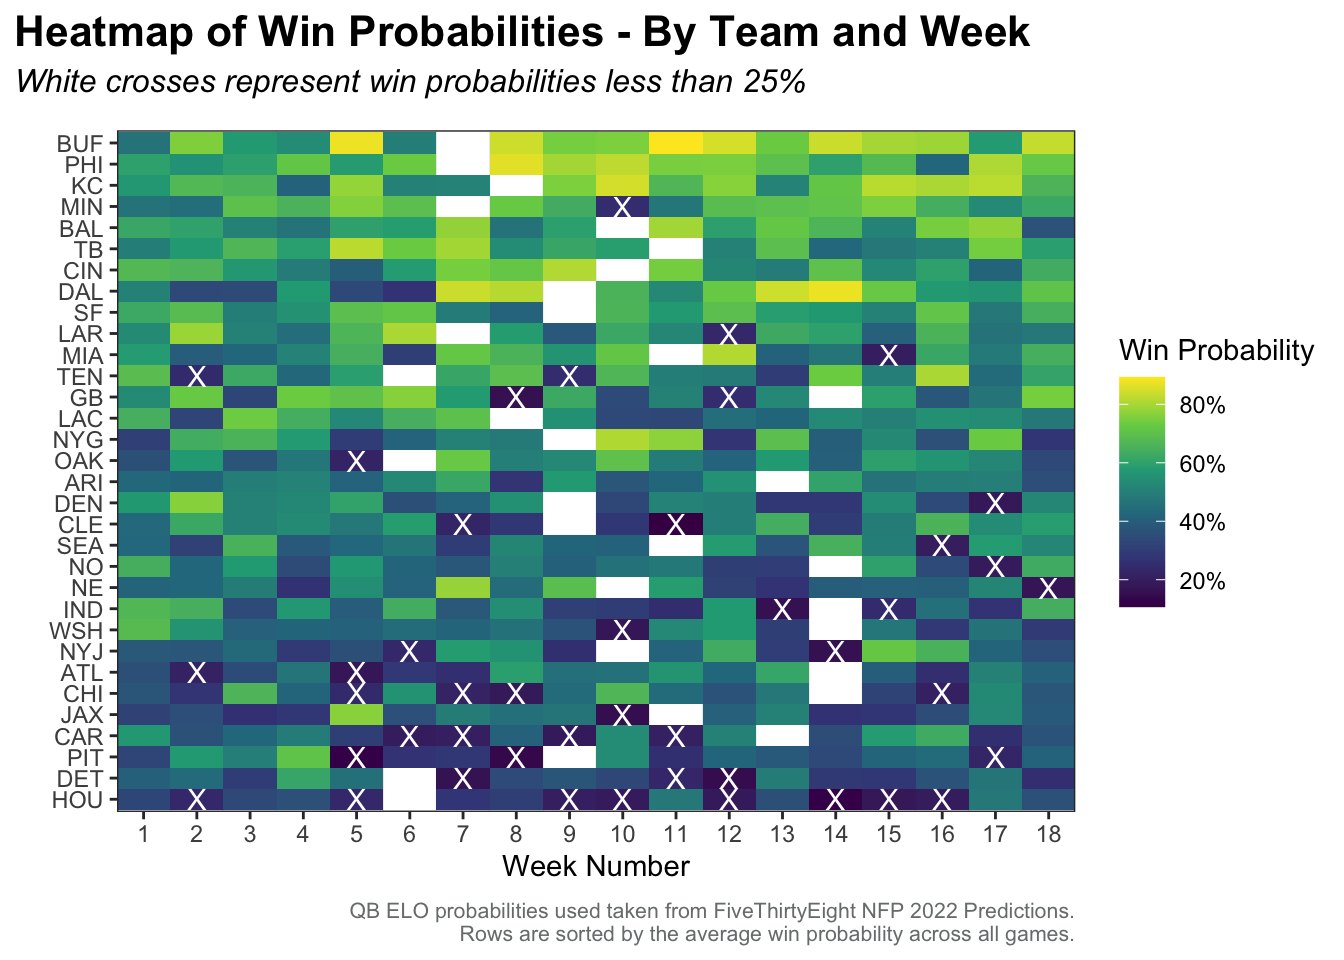 Heatmap of Win Probabilities - By Team and Week
White crosses represent win probabilities less than 25%
BUF
PHI
KC
MIN
X
BAL
TB
CIN
DAL
SF
LAR
X
MIA
X
TEN
X X
GB
X X
LAC
NYG
OAK
X
ARI
DEN
X
CLE
X X
SEA
X
NO
X
NE
X
IND
X X
WSH
X
NYJ
X X
ATL
X X
CHI
X X X X
JAX
X
CAR
X X X X
PIT
X X X
DET
X X X
HOU
X X X X X X X X
1 2 3 4 5 6 7 8 9 10 11 12 13 14 15 16 17 18
Week Number
Win Probability
80%
60%
40%
20%
QB ELO probabilities used taken from FiveThirtyEight NFP 2022 Predictions.
Rows are sorted by the average win probability across all games.